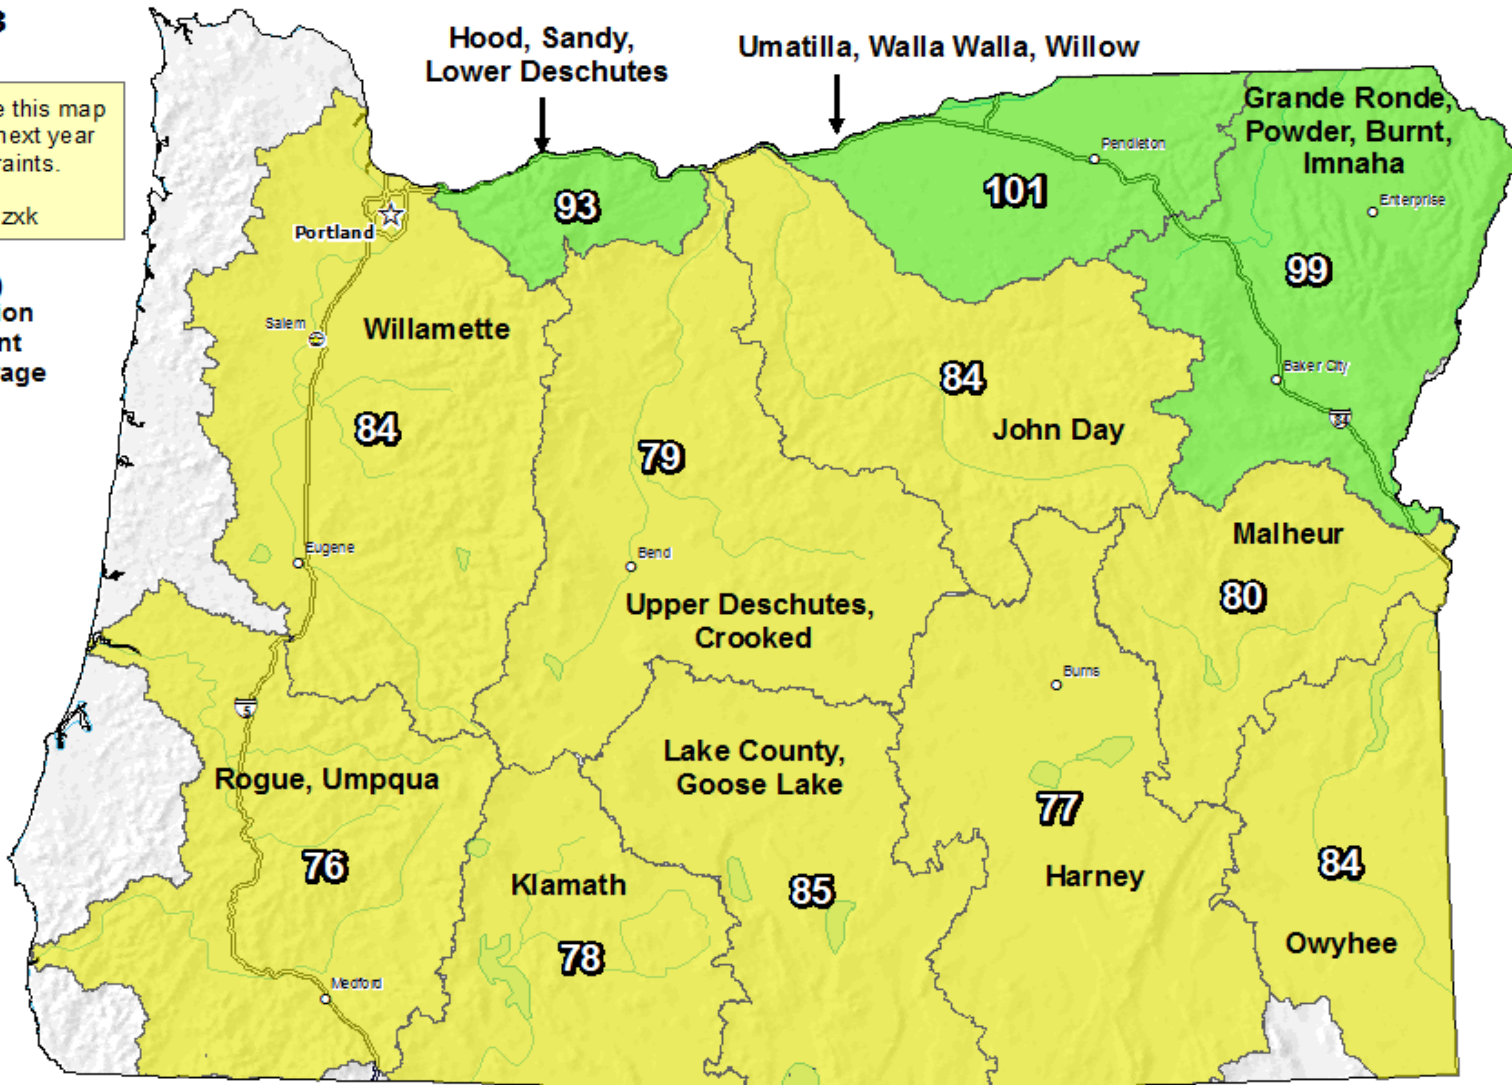 3
e this map
next year
raints.
zxk
)
ion
nt
rage
Hood, Sandy,
Lower Deschutes
Umatilla, Walla Walla, Willow
Grande Ronde,
Powder, Burnt,
Imnaha
Pendleton
Enterprise
93
101
99
Portland
Salem
Willamette
84
79
84
John Day
Baker City
84
Malheur
80
Eugene
Bend
Upper Deschutes,
Crooked
Burns
5
Rogue, Umpqua
76
Lake County,
Goose Lake
77
Harney
Klamath
78
85
84
Owyhee
Medford